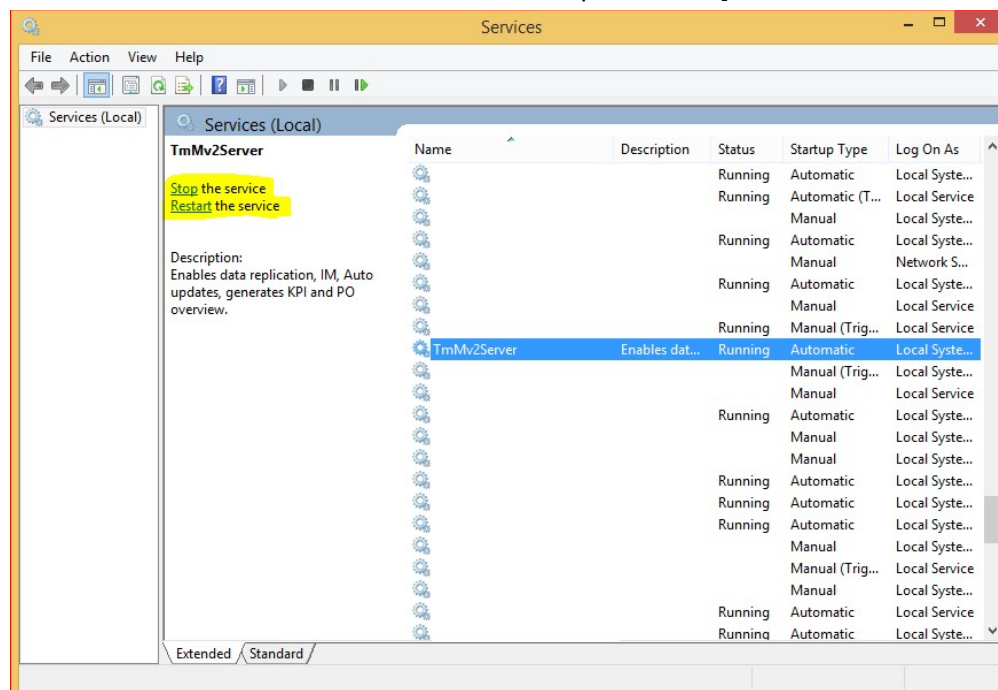 Services
File Action View Help
Services (Local)
Services (Local)
TmMv2Server
Stop the service
Restart the service
Description:
Enables data replication, IM, Auto
updates, generates KPI and PO
overview.
Name Description Status Startup Type Log On As
Running Automatic Local Syste...
Running Automatic (T... Local Service
Manual Local Syste...
Running Automatic Local Syste...
Manual Network S...
Running Automatic Local Syste...
Manual Local Service
Running Manual (Trig... Local Service
TmMv2Server Enables dat... Running Automatic Local Syste...
Manual (Trig... Local Syste...
Manual Local Service
Running Automatic Local Syste...
Manual Local Syste...
Manual Local Syste...
Running Automatic Local Syste...
Running Automatic Local Syste...
Running Automatic Local Syste...
Manual Local Syste...
Manual (Trig... Local Service
Manual Local Syste...
Running Automatic Local Service
Running Automatic Local Syste...
Extended Standard